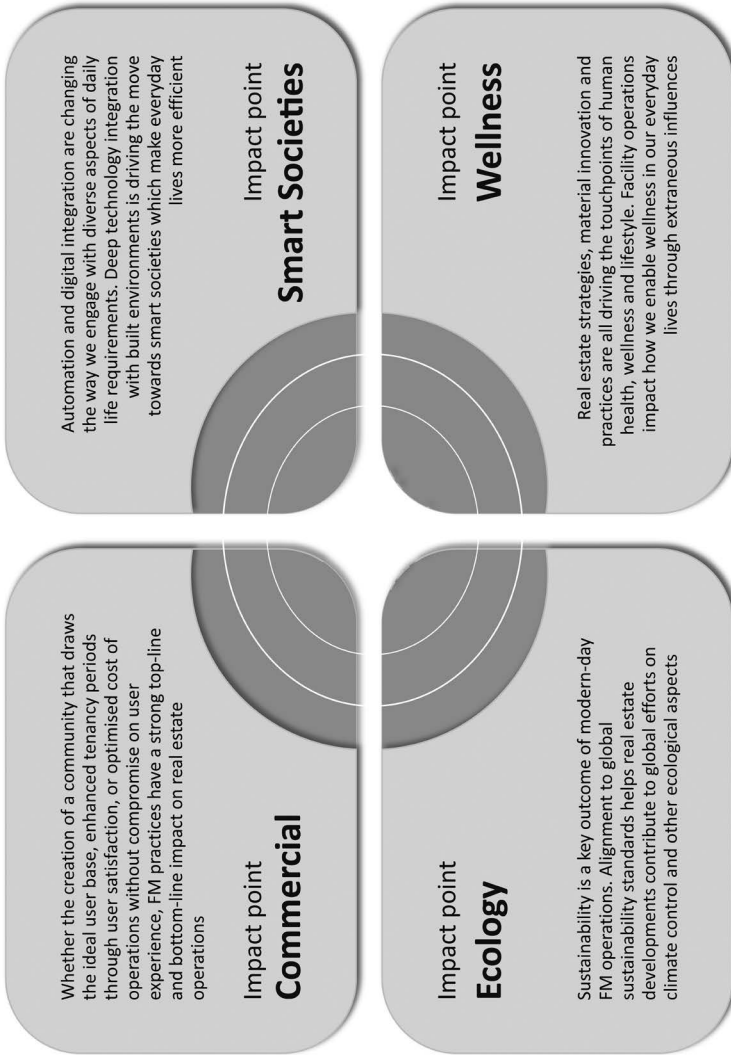 Whether the creation of a community that draws
the ideal user base, enhanced tenancy periods
through user satisfaction, or optimised cost of
operations without compromise on user
experience, FM practices have a strong top-line
and bottom-line impact on real estate
operations
Impact point
Commercial
Automation and digital integration are changing
the way we engage with diverse aspects of daily
life requirements. Deep technology integration
with built environments is driving the move
towards smart societies which make everyday
lives more efficient
Impact point
Smart Societies
Impact point
Ecology
Sustainability is a key outcome of modern-day
FM operations. Alignment to global
sustainability standards helps real estate
developments contribute to global efforts on
climate control and other ecological aspects
Impact point
Wellness
Real estate strategies, material innovation and
practices are all driving the touchpoints of human
health, wellness and lifestyle. Facility operations
impact how we enable wellness in our everyday
lives through extraneous influences